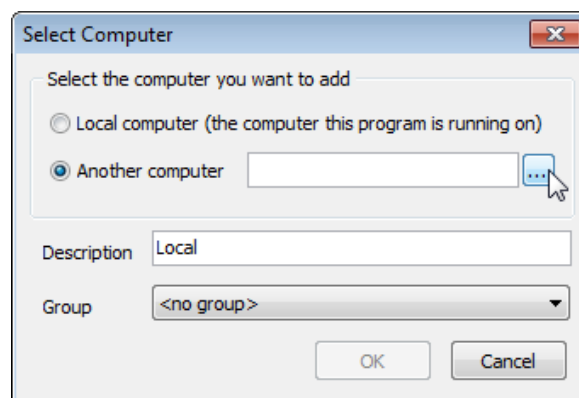 Select Computer
Select the computer you want to add
Local computer (the computer this program is running on)
Another computer
...
Description Local
Group <no group>
OK Cancel